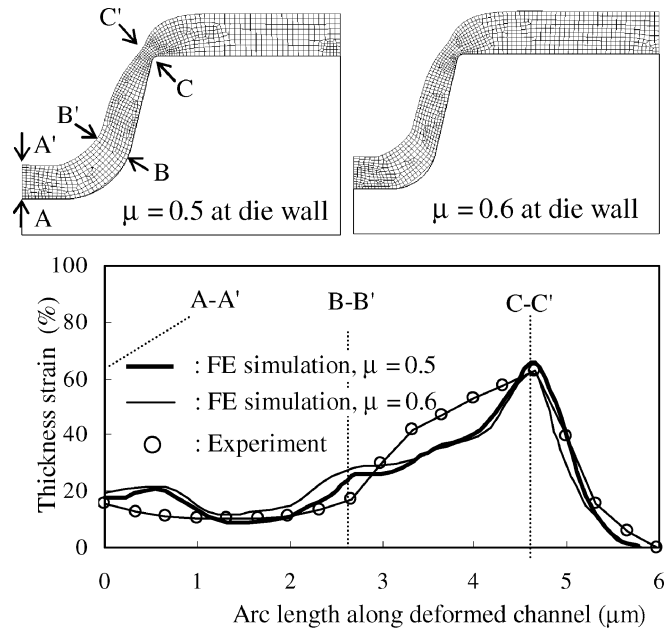 C'
C
B'
A'
B
A
μ = 0.5 at die wall
μ = 0.6 at die wall
100
80
60
40
20
0
Thickness strain (%)
A-A'
B-B'
C-C'
: FE simulation, μ = 0.5
: FE simulation, μ = 0.6
: Experiment
0 1 2 3 4 5 6
Arc length along deformed channel (μm)